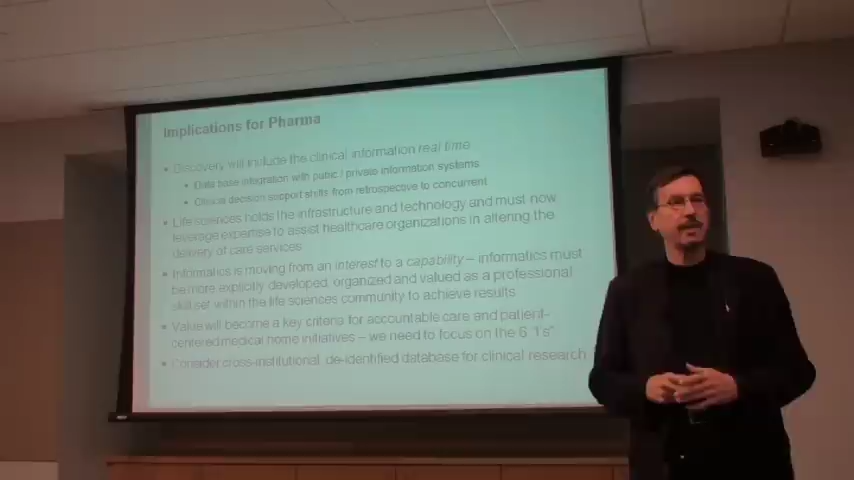 Implications for Pharma
• Discovery will include the clinical information real time
• Data base integration with public / private information systems
• Clinical decision support shifts from retrospective to concurrent
• Life sciences holds the infrastructure and technology and must now
leverage expertise to assist healthcare organizations in altering the
delivery of care services
• Informatics is moving from an interest to a capability – informatics must
be more explicitly developed, organized and valued as a professional
skill set within the life sciences community to achieve results
• Value will become a key criteria for accountable care and patient-
centered medical home initiatives – we need to focus on the 6 "I's"
• Consider cross-institutional, de-identified database for clinical research